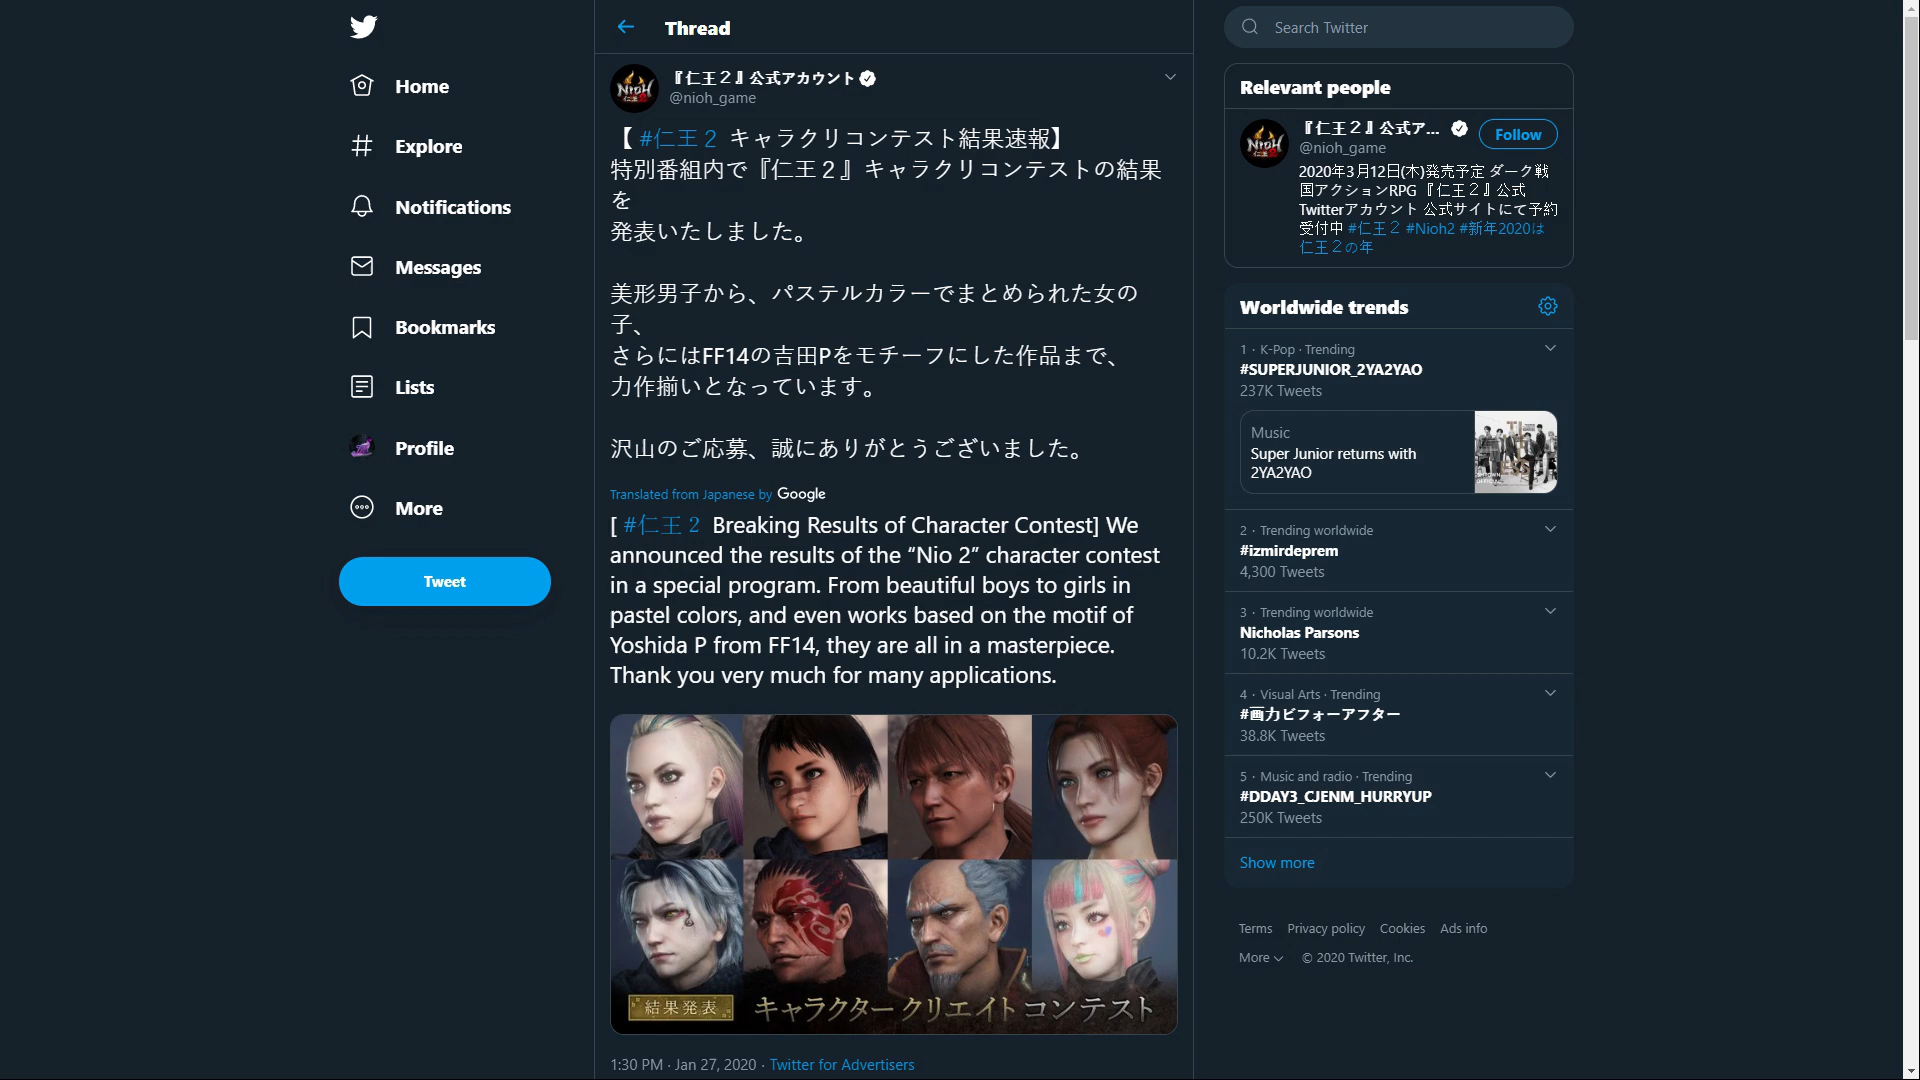 Home
Explore
Notifications
Messages
Bookmarks
Lists
Profile
More
Tweet
Thread
『仁王２』公式アカウント
@nioh_game
【 #仁王２ キャラクリコンテスト結果速報】
特別番組内で『仁王２』キャラクリコンテストの結果
を
発表いたしました。
美形男子から、パステルカラーでまとめられた女の
子、
さらにはFF14の吉田Pをモチーフにした作品まで、
力作揃いとなっています。
沢山のご応募、誠にありがとうございました。
Translated from Japanese by Google
[ #仁王２ Breaking Results of Character Contest] We
announced the results of the “Nio 2” character contest
in a special program. From beautiful boys to girls in
pastel colors, and even works based on the motif of
Yoshida P from FF14, they are all in a masterpiece.
Thank you very much for many applications.
結果発表 キャラクタークリエイトコンテスト
1:30 PM · Jan 27, 2020 · Twitter for Advertisers
Search Twitter
Relevant people
『仁王２』公式ア...
Follow
@nioh_game
2020年3月12日(木)発売予定 ダーク戦
国アクションRPG『仁王２』公式
Twitterアカウント 公式サイトにて予約
受付中 #仁王２ #Nioh2 #新年2020は
仁王２の年
Worldwide trends
1 · K-Pop · Trending
#SUPERJUNIOR_2YA2YAO
237K Tweets
Music
Super Junior returns with
2YA2YAO
2 · Trending worldwide
#izmirdeprem
4,300 Tweets
3 · Trending worldwide
Nicholas Parsons
10.2K Tweets
4 · Visual Arts · Trending
#画力ビフォーアフター
38.8K Tweets
5 · Music and radio · Trending
#DDAY3_CJENM_HURRYUP
250K Tweets
Show more
Terms Privacy policy Cookies Ads info
More © 2020 Twitter, Inc.